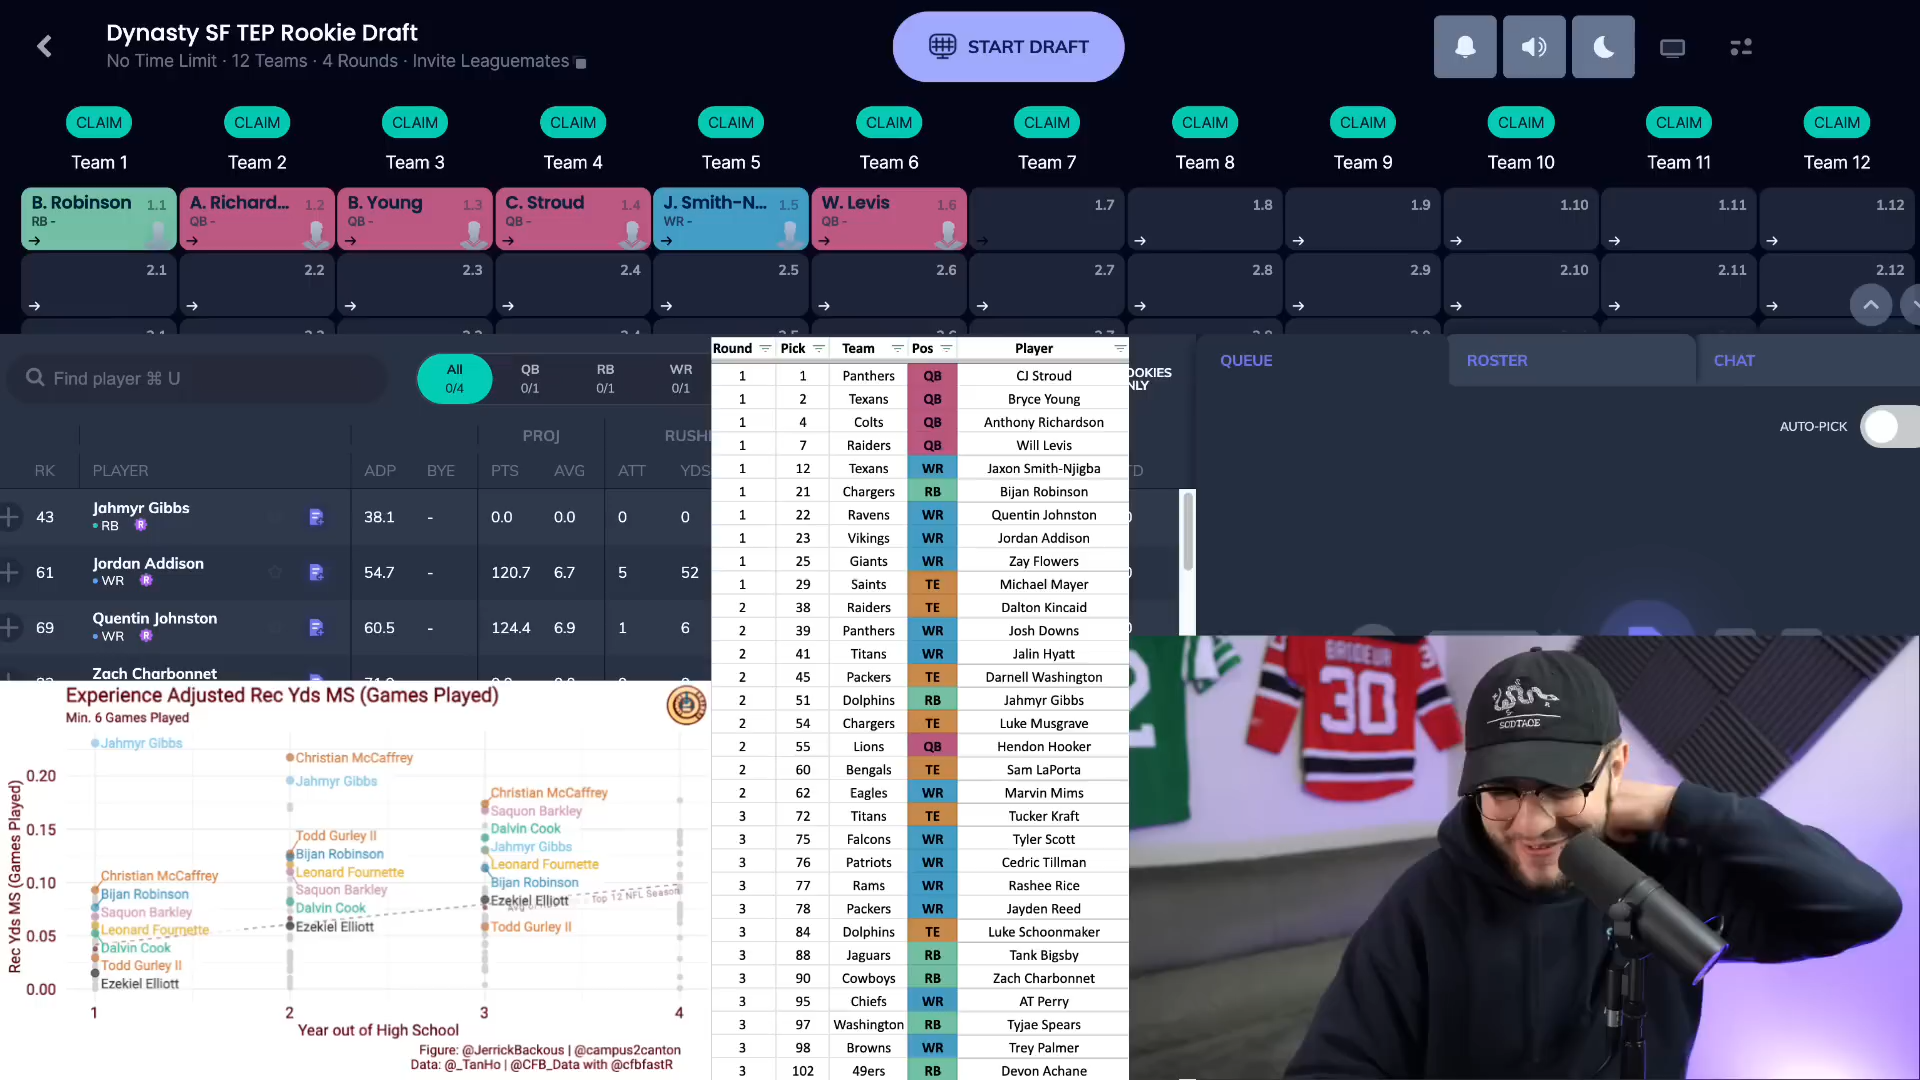 Dynasty SF TEP Rookie Draft
No Time Limit · 12 Teams · 4 Rounds · Invite Leaguemates
START DRAFT
CLAIM CLAIM CLAIM CLAIM CLAIM CLAIM CLAIM CLAIM CLAIM CLAIM CLAIM CLAIM
Team 1 Team 2 Team 3 Team 4 Team 5 Team 6 Team 7 Team 8 Team 9 Team 10 Team 11 Team 12
B. Robinson 1.1 A. Richard... 1.2 B. Young 1.3 C. Stroud 1.4 J. Smith-N... 1.5 W. Levis 1.6 1.7 1.8 1.9 1.10 1.11 1.12
RB - QB - QB - QB - WR - QB -
2.1 2.2 2.3 2.4 2.5 2.6 2.7 2.8 2.9 2.10 2.11 2.12
Find player ⌘ U
All QB RB WR
0/4 0/1 0/1 0/1
PROJ RUSHI
RK PLAYER ADP BYE PTS AVG ATT YDS
43 Jahmyr Gibbs 38.1 - 0.0 0.0 0 0
RB R
61 Jordan Addison 54.7 - 120.7 6.7 5 52
WR R
69 Quentin Johnston 60.5 - 124.4 6.9 1 6
WR R
Zach Charbonnet
Round Pick Team Pos Player
1 1 Panthers QB CJ Stroud
1 2 Texans QB Bryce Young
1 4 Colts QB Anthony Richardson
1 7 Raiders QB Will Levis
1 12 Texans WR Jaxon Smith-Njigba
1 21 Chargers RB Bijan Robinson
1 22 Ravens WR Quentin Johnston
1 23 Vikings WR Jordan Addison
1 25 Giants WR Zay Flowers
1 29 Saints TE Michael Mayer
2 38 Raiders TE Dalton Kincaid
2 39 Panthers WR Josh Downs
2 41 Titans WR Jalin Hyatt
2 45 Packers TE Darnell Washington
2 51 Dolphins RB Jahmyr Gibbs
2 54 Chargers TE Luke Musgrave
2 55 Lions QB Hendon Hooker
2 60 Bengals TE Sam LaPorta
2 62 Eagles WR Marvin Mims
3 72 Titans TE Tucker Kraft
3 75 Falcons WR Tyler Scott
3 76 Patriots WR Cedric Tillman
3 77 Rams WR Rashee Rice
3 78 Packers WR Jayden Reed
3 84 Dolphins TE Luke Schoonmaker
3 88 Jaguars RB Tank Bigsby
3 90 Cowboys RB Zach Charbonnet
3 95 Chiefs WR AT Perry
3 97 Washington RB Tyjae Spears
3 98 Browns WR Trey Palmer
3 102 49ers RB Devon Achane
OOKIES
NLY
TD
QUEUE ROSTER CHAT
AUTO-PICK
Experience Adjusted Rec Yds MS (Games Played)
Min. 6 Games Played
Rec Yds MS (Games Played)
0.20
0.15
0.10
0.05
0.00
Jahmyr Gibbs
Christian McCaffrey
Bijan Robinson
Saquon Barkley
Leonard Fournette
Dalvin Cook
Todd Gurley II
Ezekiel Elliott
Christian McCaffrey
Jahmyr Gibbs
Todd Gurley II
Bijan Robinson
Leonard Fournette
Saquon Barkley
Dalvin Cook
Ezekiel Elliott
Christian McCaffrey
Saquon Barkley
Dalvin Cook
Jahmyr Gibbs
Leonard Fournette
Bijan Robinson
Ezekiel Elliott
Todd Gurley II
Top 12 NFL Season
1 2 3 4
Year out of High School
Figure: @JerrickBackous | @campus2canton
Data: @_TanHo | @CFB_Data with @cfbfastR
BRODEUR
30
2